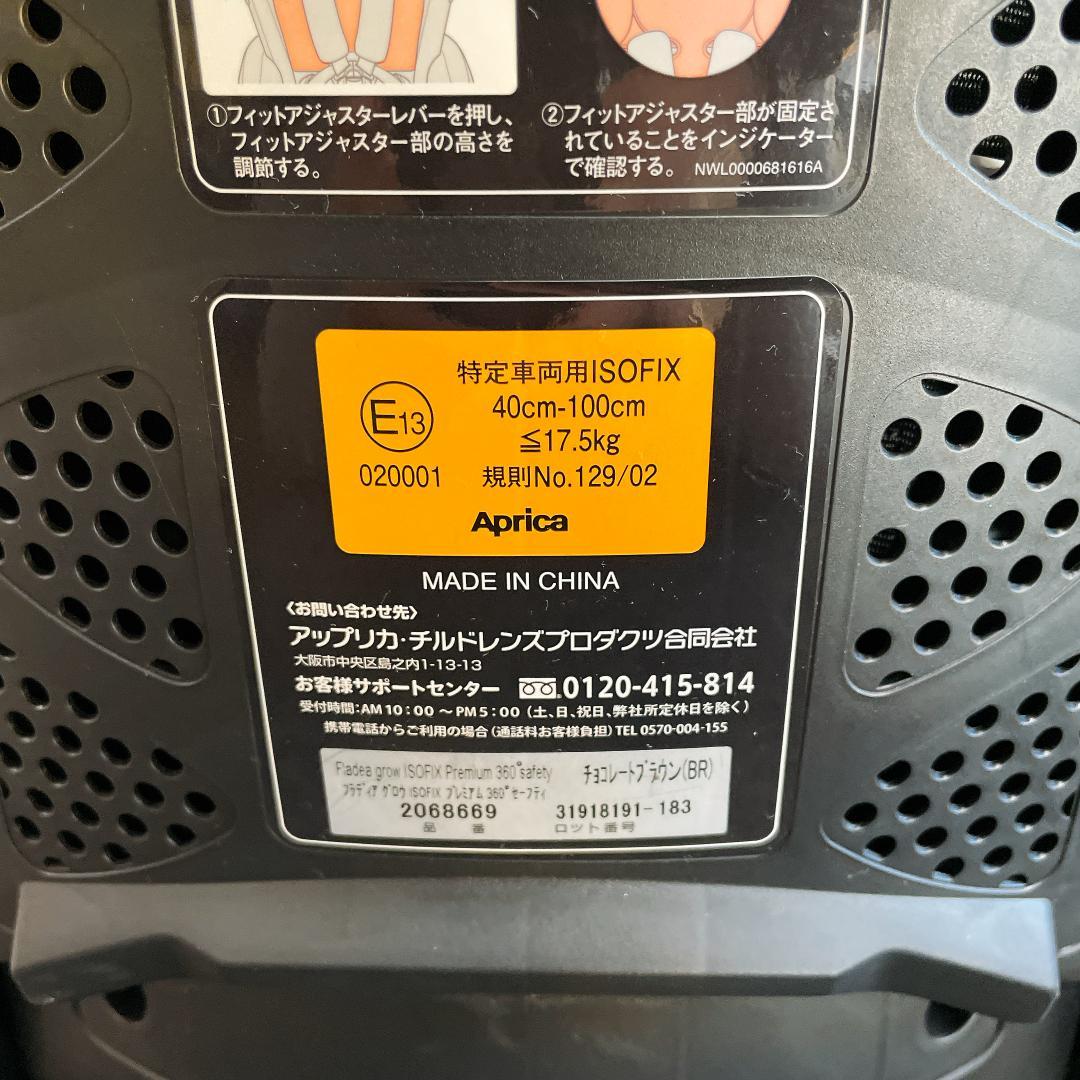 ①フィットアジャスターレバーを押し、
フィットアジャスター部の高さを
調節する。
②フィットアジャスター部が固定さ
れていることをインジケーター
で確認する。 NWL0000681616A
特定車両用ISOFIX
40cm-100cm
≦17.5kg
E13
020001 規則No.129/02
Aprica
MADE IN CHINA
〈お問い合わせ先〉
アップリカ・チルドレンズプロダクツ合同会社
大阪市中央区島之内1-13-13
お客様サポートセンター 0120-415-814
受付時間:AM 10:00 ～PM 5:00 (土、日、祝日、弊社所定休日を除く)
携帯電話からご利用の場合(通話料お客様負担) TEL 0570-004-155
Fladea grow ISOFIX Premium 360°safety チョコレートブラウン(BR)
フラディア グロウ ISOFIX プレミアム 360°セーフティ
2068669 31918191-183
品番 ロット番号